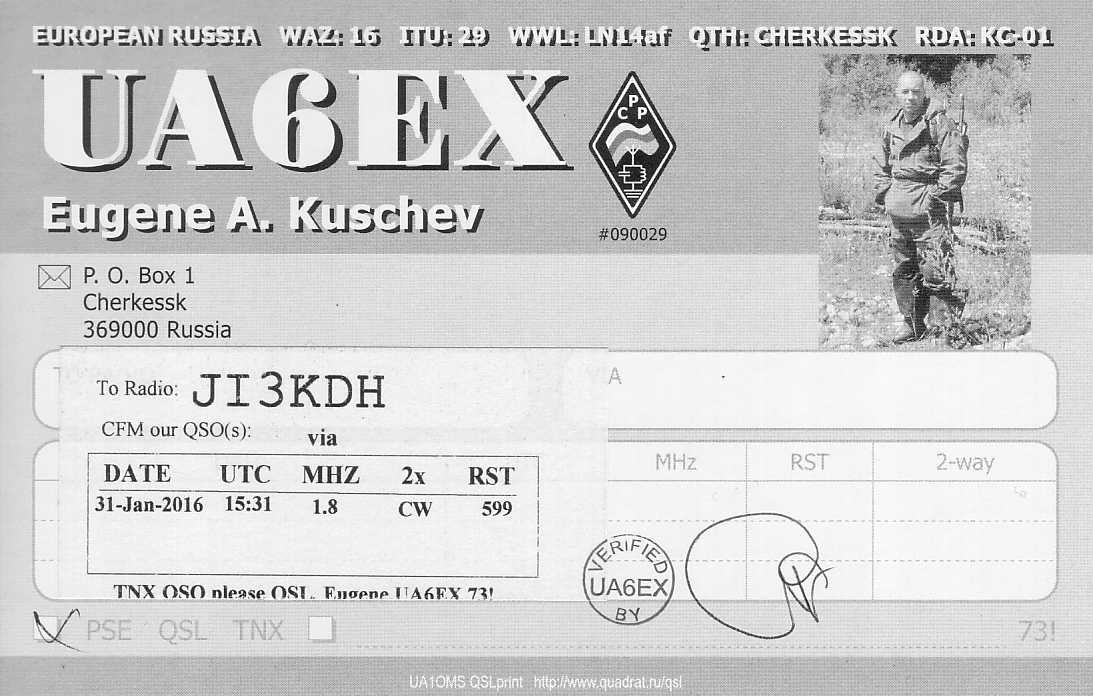 EUROPEAN RUSSIA WAZ: 16 ITU: 29 WWL: LN14af QTH: CHERKESSK RDA: KC-01
UA6EX
С Р Р
Eugene A. Kuschev
#090029
P. O. Box 1
Cherkessk
369000 Russia
To Radio: JI3KDH
VIA
CFM our QSO(s):
via
DATE UTC MHZ 2x RST
31-Jan-2016 15:31 1.8 CW 599
MHz RST 2-way
TNX QSO please QSL. Eugene UA6EX 73!
VERIFIED
UA6EX
BY
PSE QSL TNX
73!
UA1OMS QSLprint http://www.quadrat.ru/qsl